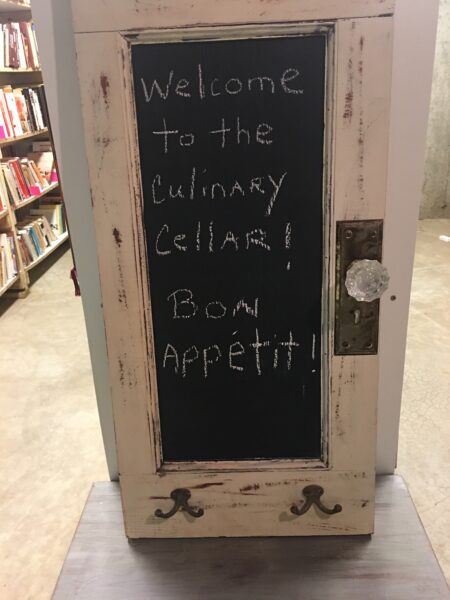 Welcome
to the
Culinary
Cellar!
Bon
Appétit!